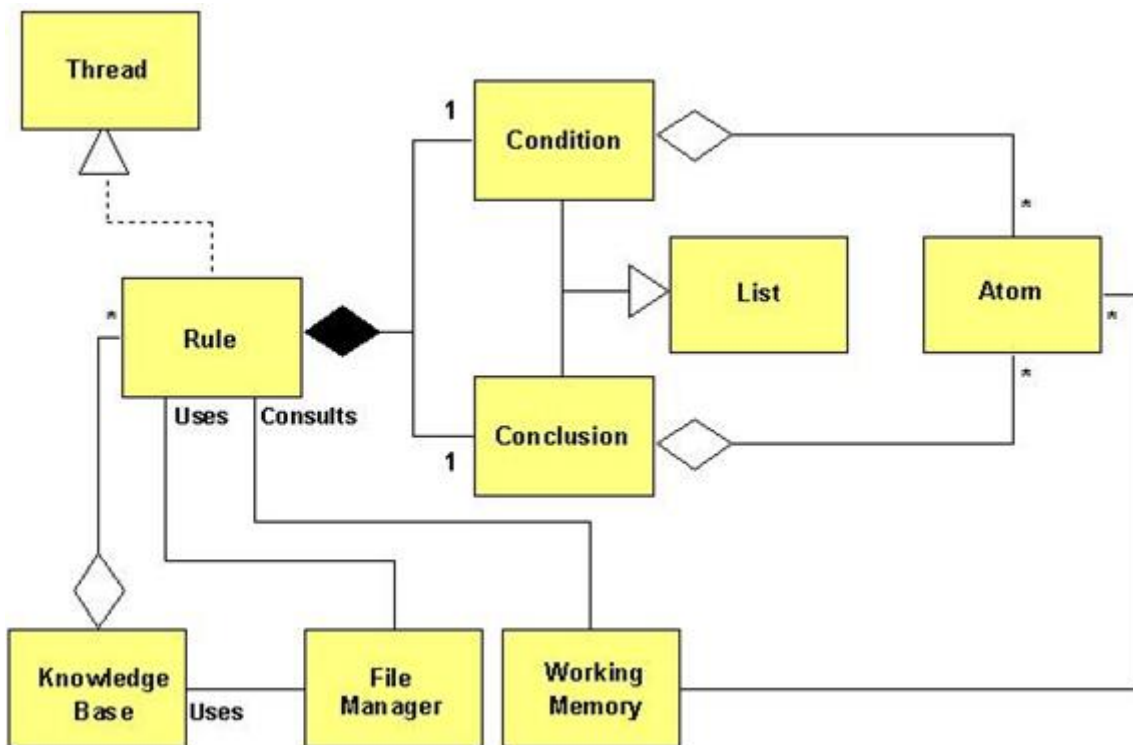 Thread
1
Condition
*
List
Atom
*
*
Rule
*
Uses
Consults
Conclusion
1
Knowledge
Base
Uses
File
Manager
Working
Memory